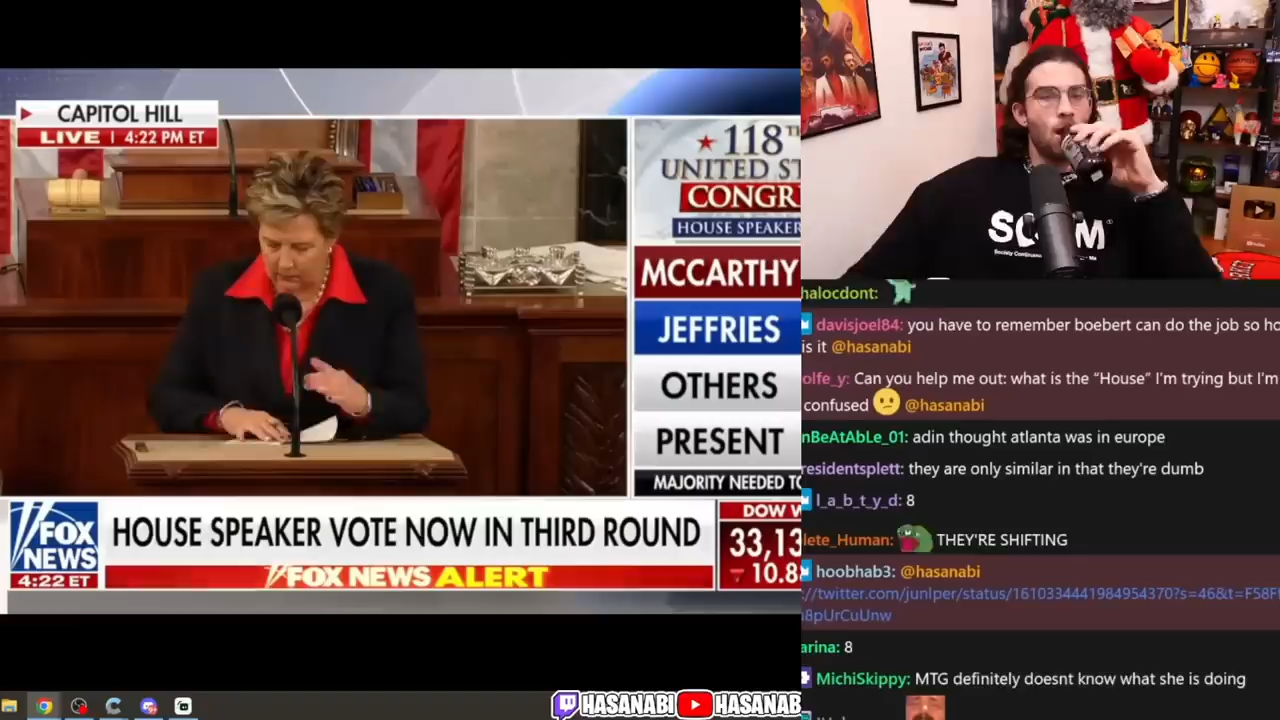 CAPITOL HILL
LIVE | 4:22 PM ET
118TH
UNITED ST
CONGR
HOUSE SPEAKER
MCCARTHY
JEFFRIES
OTHERS
PRESENT
MAJORITY NEEDED TO
FOX
NEWS
4:22 ET
HOUSE SPEAKER VOTE NOW IN THIRD ROUND
FOX NEWS ALERT
DOW
33,13
10.8
Society Continues
halocdont:
davisjoel84: you have to remember boebert can do the job so ho
is it @hasanabi
olfe_y: Can you help me out: what is the “House” I'm trying but I'm
confused @hasanabi
nBeAtAbLe_01: adin thought atlanta was in europe
residentsplett: they are only similar in that they're dumb
l_a_b_t_y_d: 8
lete_Human: THEY'RE SHIFTING
hoobhab3: @hasanabi
//twitter.com/junlper/status/1610334441984954370?s=46&t=F58F
8pUrCuUnw
arina: 8
MichiSkippy: MTG definitely doesnt know what she is doing
HASANABI
HASANAB